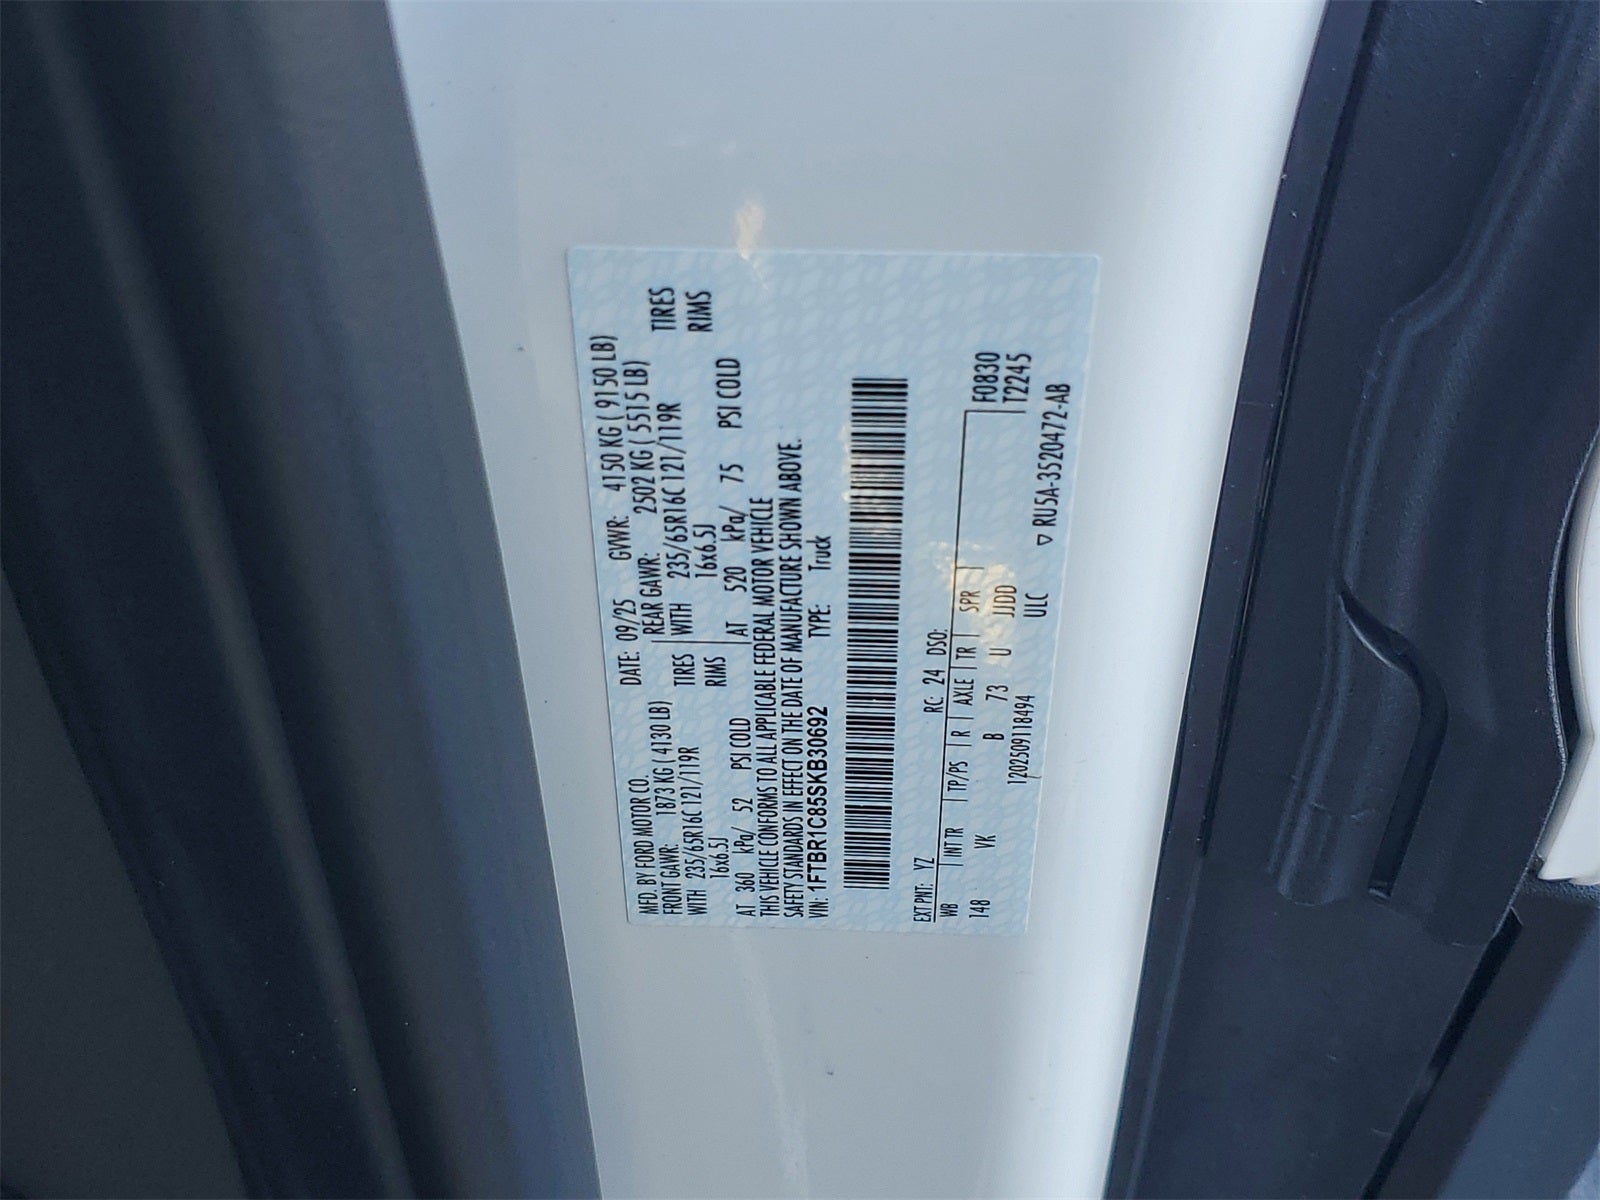 MFD. BY FORD MOTOR CO. DATE: 09/25 GVWR: 4150 KG ( 9150 LB)
FRONT GAWR: 1873 KG ( 4130 LB) REAR GAWR: 2502 KG ( 5515 LB)
WITH 235/65R16C 121/119R TIRES WITH 235/65R16C 121/119R TIRES
16x6.5J RIMS 16x6.5J RIMS
AT 360 kPa/ 52 PSI COLD AT 520 kPa/ 75 PSI COLD
THIS VEHICLE CONFORMS TO ALL APPLICABLE FEDERAL MOTOR VEHICLE
SAFETY STANDARDS IN EFFECT ON THE DATE OF MANUFACTURE SHOWN ABOVE.
VIN: 1FTBR1C85SKB30692 TYPE: Truck
EXT PNT: YZ RC: 24 DSO: F0830
WB INT TR TP/PS R AXLE TR SPR T2245
148 VK B 73 U JJDD
1202509118494 ULC ▽ RU5A-3520472-AB